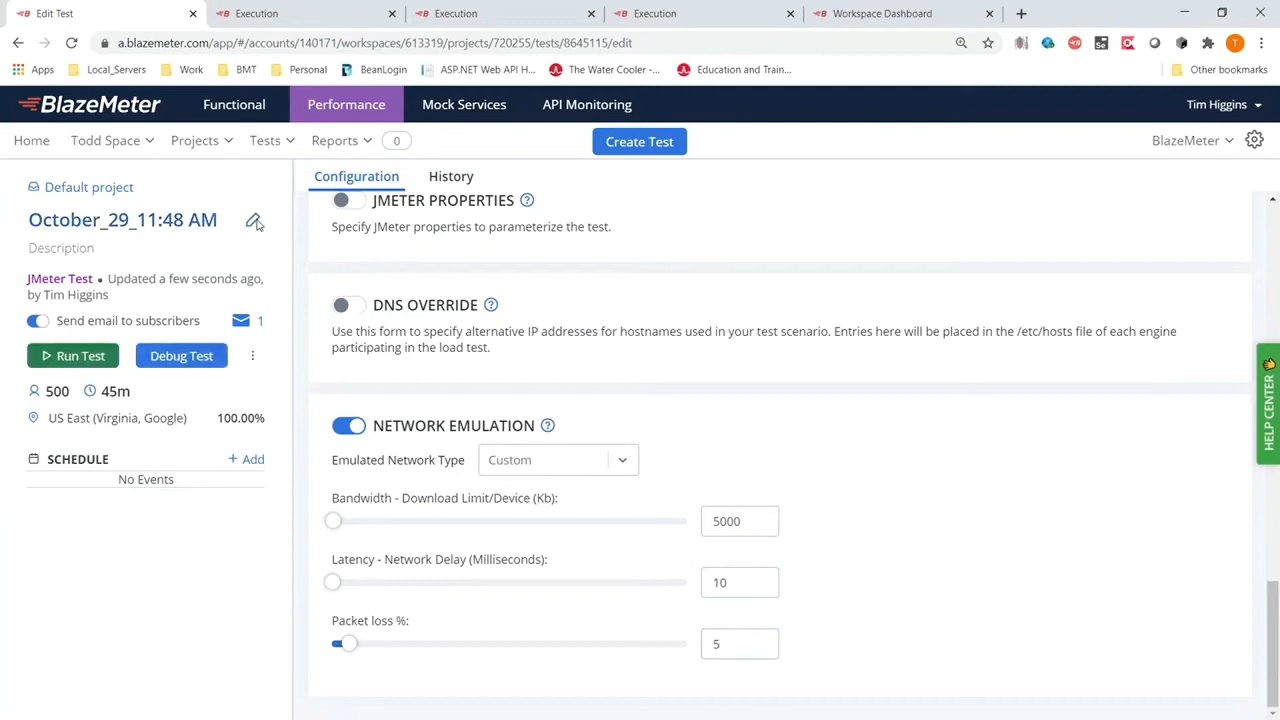 Edit Test
Execution
Execution
Execution
Workspace Dashboard
a.blazemeter.com/app/#/accounts/140171/workspaces/613319/projects/720255/tests/8645115/edit
T
Apps
Local_Servers
Work
BMT
Personal
BeanLogin
ASP.NET Web API H...
The Water Cooler -...
Education and Train...
Other bookmarks
BlazeMeter
Functional
Performance
Mock Services
API Monitoring
Tim Higgins
Home
Todd Space
Projects
Tests
Reports
0
Create Test
BlazeMeter
Default project
October_29_11:48 AM
Description
JMeter Test • Updated a few seconds ago,
by Tim Higgins
Send email to subscribers
1
Run Test
Debug Test
500
45m
US East (Virginia, Google)
100.00%
SCHEDULE
+ Add
No Events
Configuration
History
JMETER PROPERTIES
Specify JMeter properties to parameterize the test.
DNS OVERRIDE
Use this form to specify alternative IP addresses for hostnames used in your test scenario. Entries here will be placed in the /etc/hosts file of each engine
participating in the load test.
NETWORK EMULATION
Emulated Network Type
Custom
Bandwidth - Download Limit/Device (Kb):
5000
Latency - Network Delay (Milliseconds):
10
Packet loss %:
5
HELP CENTER